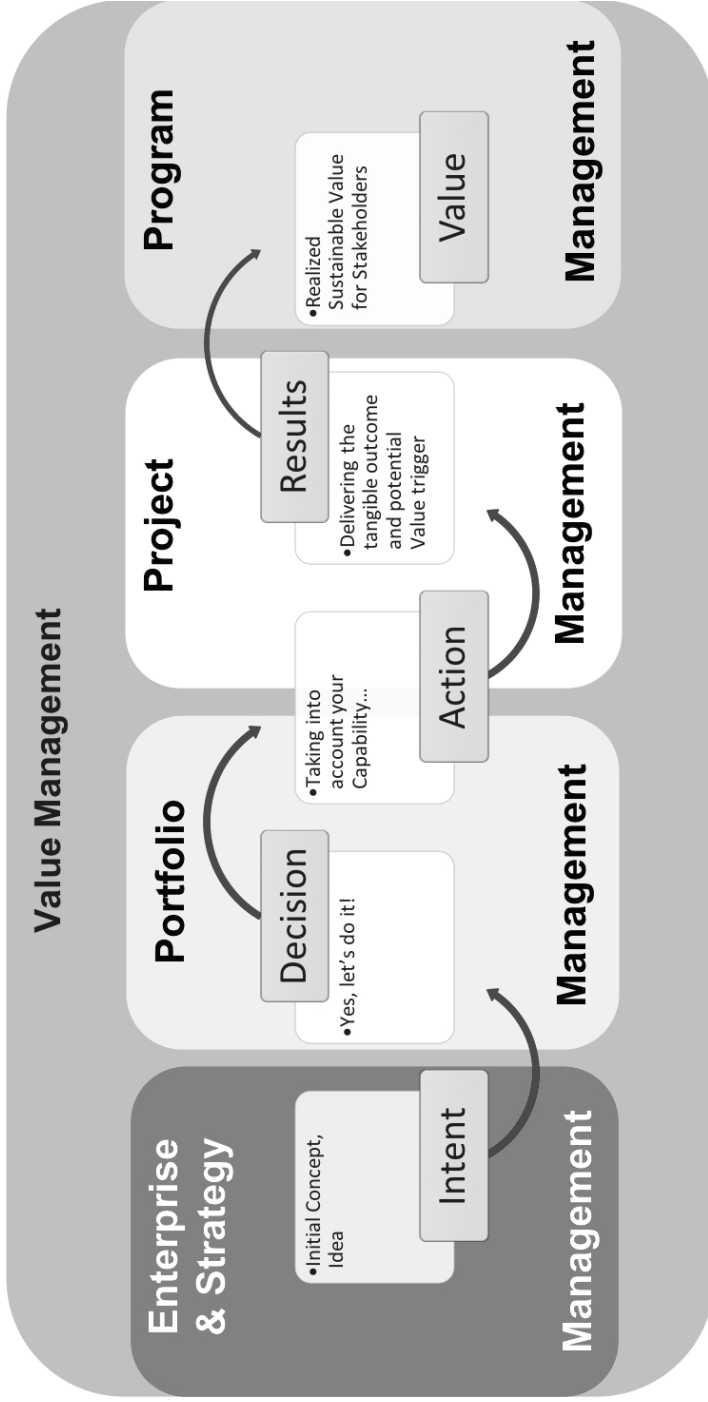 Value Management
Enterprise
& Strategy
•Initial Concept,
Idea
Intent
Management
Portfolio
Decision
•Yes, let's do it!
Management
•Taking into
account your
Capability...
Action
Project
Results
•Delivering the
tangible outcome
and potential
Value trigger
Management
Program
•Realized
Sustainable Value
for Stakeholders
Value
Management